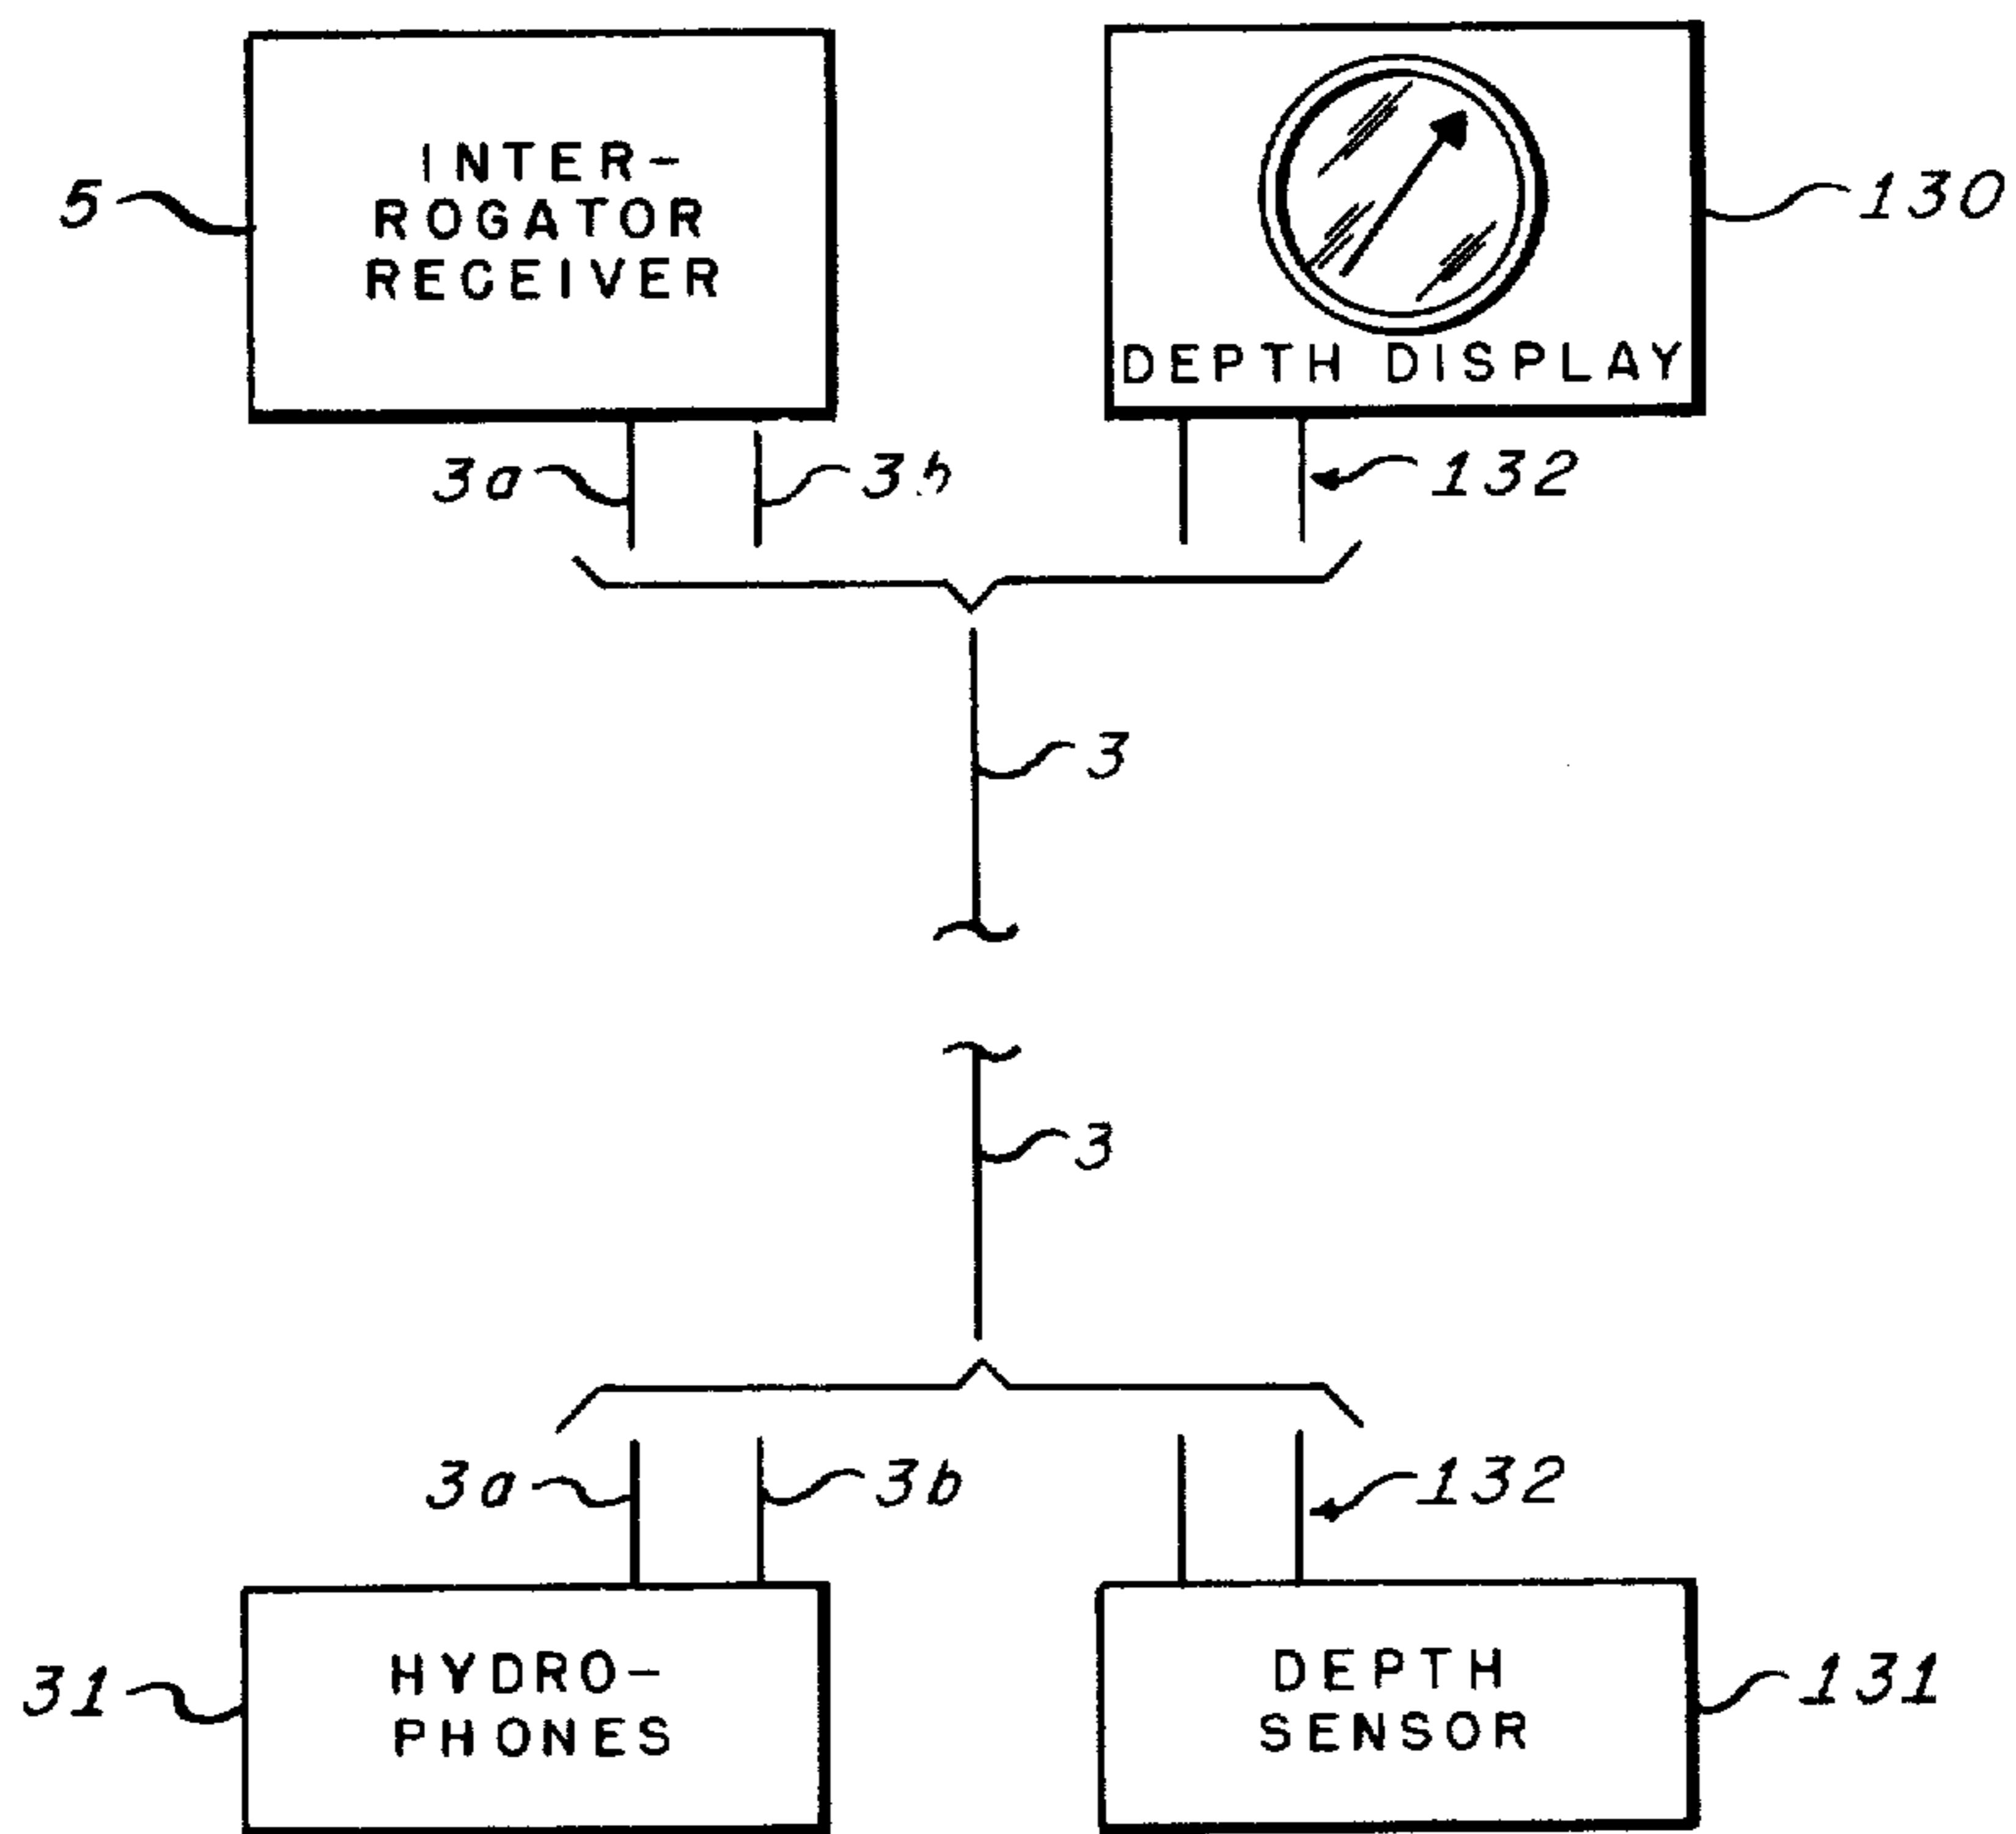 INTER-
ROGATOR
RECEIVER
5
DEPTH DISPLAY
130
3a
3b
132
3
3
3a
3b
132
HYDRO-
PHONES
31
DEPTH
SENSOR
131